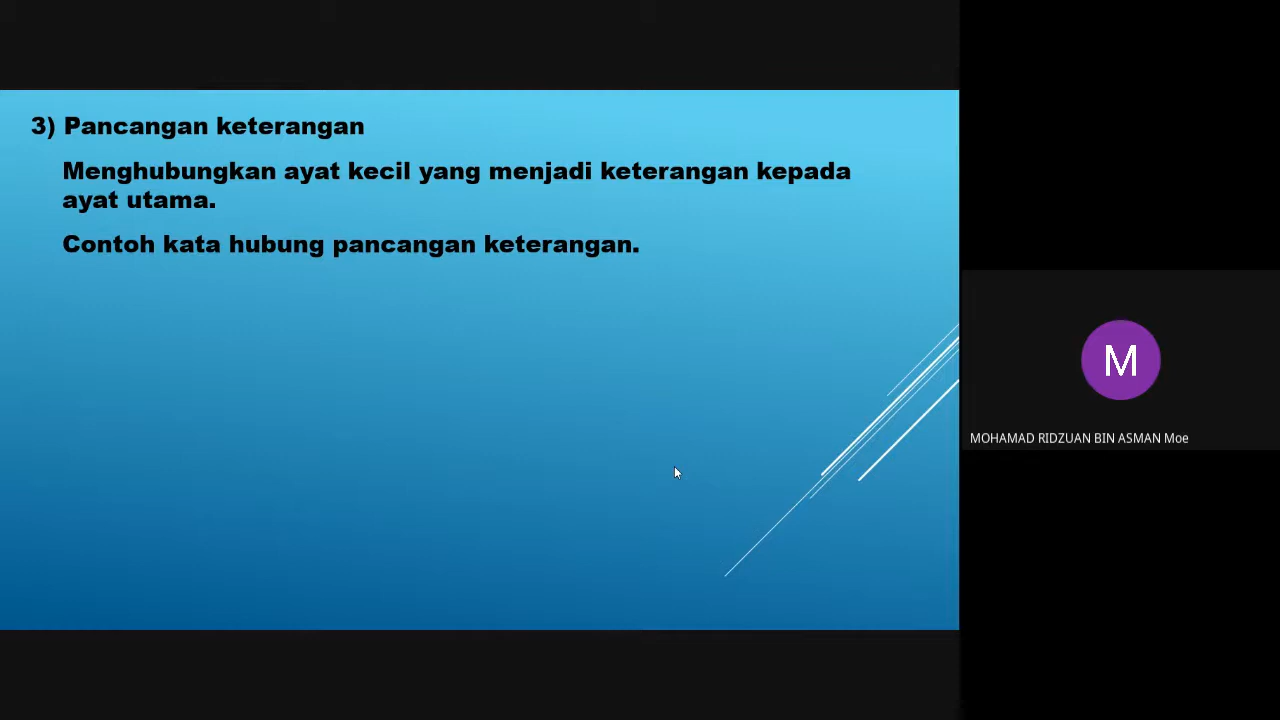 3) Pancangan keterangan
Menghubungkan ayat kecil yang menjadi keterangan kepada
ayat utama.
Contoh kata hubung pancangan keterangan.
M
MOHAMAD RIDZUAN BIN ASMAN Moe